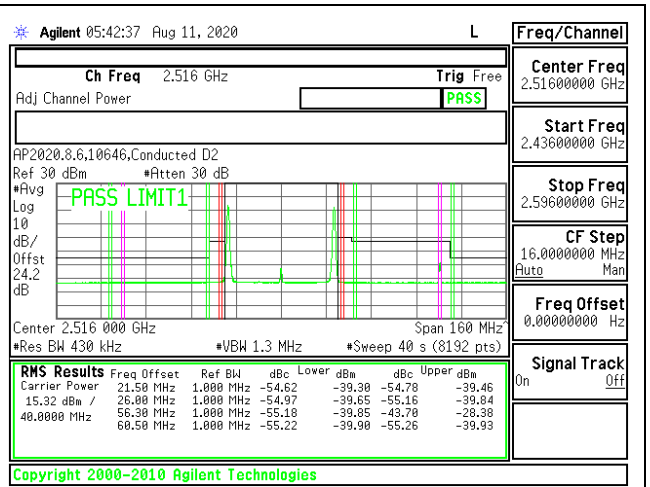 Agilent 05:42:37 Aug 11, 2020 L
Ch Freq 2.516 GHz Trig Free
Adj Channel Power PASS
AP2020.8.6,10646,Conducted D2
Ref 30 dBm #Atten 30 dB
#Avg
Log
10
dB/
Offst
24.2
dB
PASS LIMIT1
Center 2.516 000 GHz Span 160 MHz^
#Res BW 430 kHz #VBW 1.3 MHz #Sweep 40 s (8192 pts)
RMS Results Freq Offset Ref BW dBc Lower dBm dBc Upper dBm
Carrier Power 21.50 MHz 1.000 MHz -54.62 -39.30 -54.78 -39.46
15.32 dBm / 26.00 MHz 1.000 MHz -54.97 -39.65 -55.16 -39.84
40.0000 MHz 56.30 MHz 1.000 MHz -55.18 -39.85 -43.70 -28.38
60.50 MHz 1.000 MHz -55.22 -39.90 -55.26 -39.93
Copyright 2000-2010 Agilent Technologies
Freq/Channel
Center Freq
2.51600000 GHz
Start Freq
2.43600000 GHz
Stop Freq
2.59600000 GHz
CF Step
16.0000000 MHz
Auto Man
Freq Offset
0.00000000 Hz
Signal Track
On Off